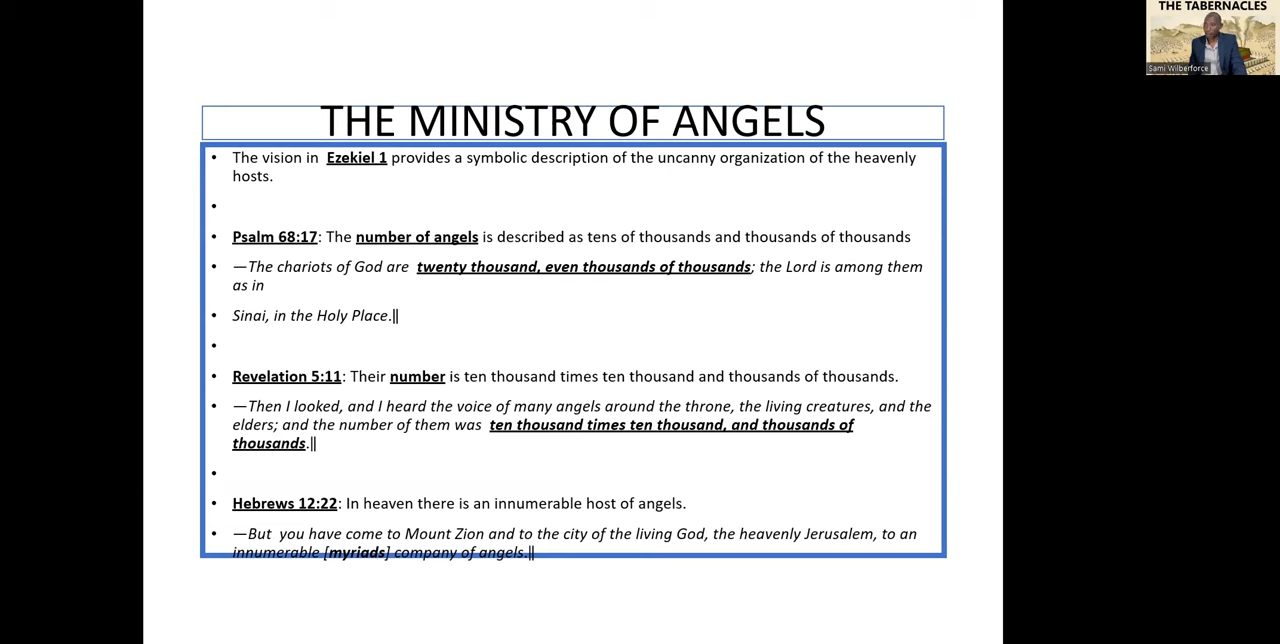 THE TABERNACLES
Sami Wilberforce
THE MINISTRY OF ANGELS
• The vision in Ezekiel 1 provides a symbolic description of the uncanny organization of the heavenly
hosts.
•
• Psalm 68:17: The number of angels is described as tens of thousands and thousands of thousands
• ―The chariots of God are twenty thousand, even thousands of thousands; the Lord is among them
as in
• Sinai, in the Holy Place.‖
•
• Revelation 5:11: Their number is ten thousand times ten thousand and thousands of thousands.
• ―Then I looked, and I heard the voice of many angels around the throne, the living creatures, and the
elders; and the number of them was ten thousand times ten thousand, and thousands of
thousands.‖
•
• Hebrews 12:22: In heaven there is an innumerable host of angels.
• ―But you have come to Mount Zion and to the city of the living God, the heavenly Jerusalem, to an
innumerable [myriads] company of angels.‖